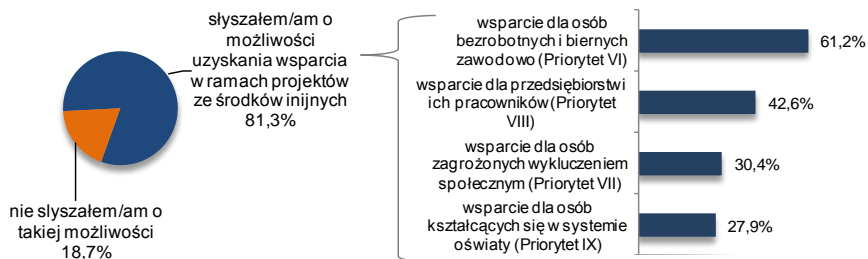 słyszałem/am o
możliwości
uzyskania wsparcia
w ramach projektów
ze środków inijnych
81,3%
nie slyszałem/am o
takiej możliwości
18,7%
wsparcie dla osób
bezrobotnych i biernych
zawodowo (Priorytet VI)
61,2%
wsparcie dla przedsiębiorstw i
ich pracowników (Priorytet
VIII)
42,6%
wsparcie dla osób
zagrożonych wykluczeniem
społecznym (Priorytet VII)
30,4%
wsparcie dla osób
kształcących się w systemie
oświaty (Priorytet IX)
27,9%